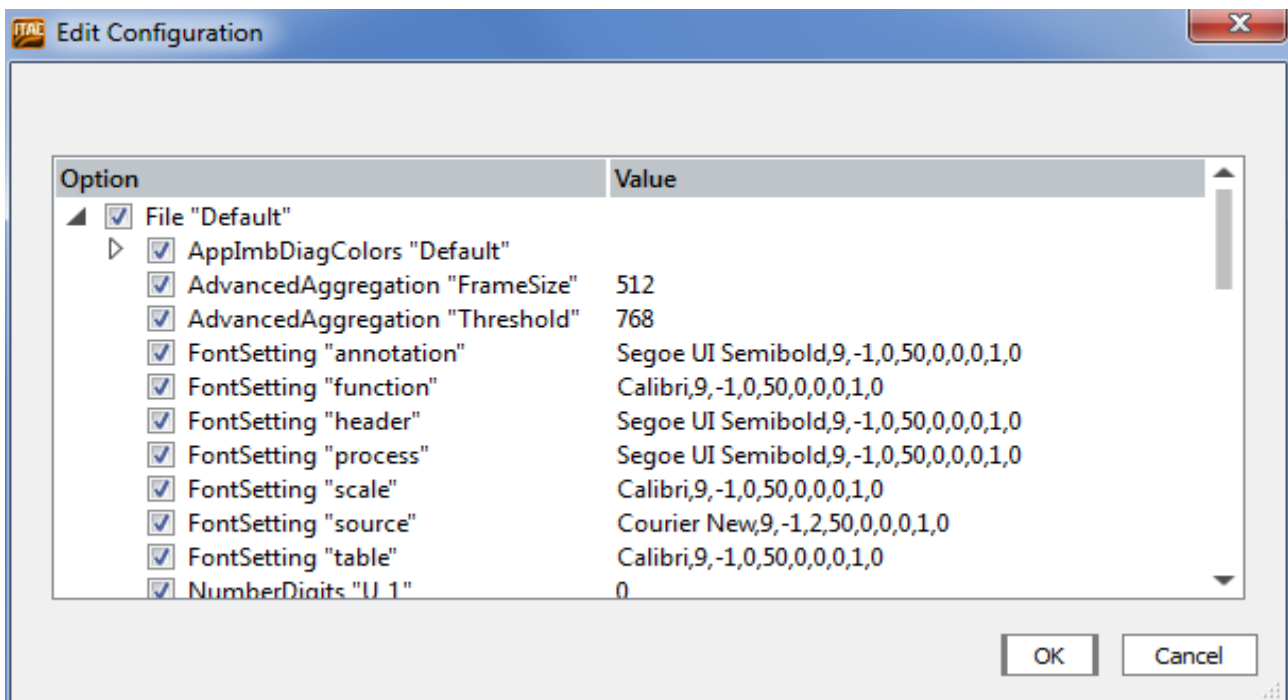 ITAC Edit Configuration
Option Value
File "Default"
AppImbDiagColors "Default"
AdvancedAggregation "FrameSize" 512
AdvancedAggregation "Threshold" 768
FontSetting "annotation" Segoe UI Semibold,9,-1,0,50,0,0,0,1,0
FontSetting "function" Calibri,9,-1,0,50,0,0,0,1,0
FontSetting "header" Segoe UI Semibold,9,-1,0,50,0,0,0,1,0
FontSetting "process" Segoe UI Semibold,9,-1,0,50,0,0,0,1,0
FontSetting "scale" Calibri,9,-1,0,50,0,0,0,1,0
FontSetting "source" Courier New,9,-1,2,50,0,0,0,1,0
FontSetting "table" Calibri,9,-1,0,50,0,0,0,1,0
NumberDigits "U_1" 0
OK Cancel